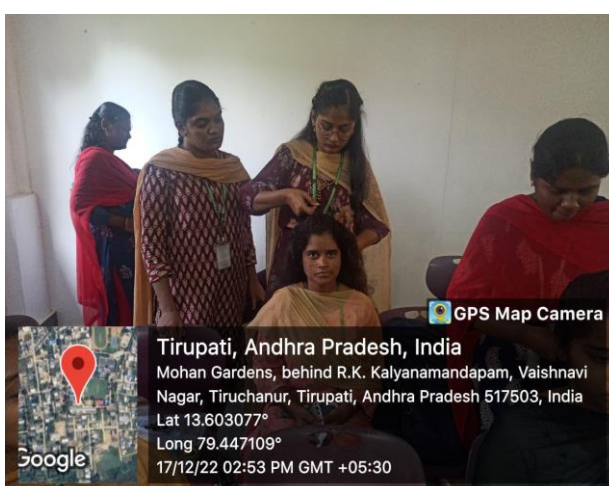 GPS Map Camera
Tirupati, Andhra Pradesh, India
Mohan Gardens, behind R.K. Kalyanamandapam, Vaishnavi
Nagar, Tiruchanur, Tirupati, Andhra Pradesh 517503, India
Lat 13.603077°
Long 79.447109°
17/12/22 02:53 PM GMT +05:30
Google